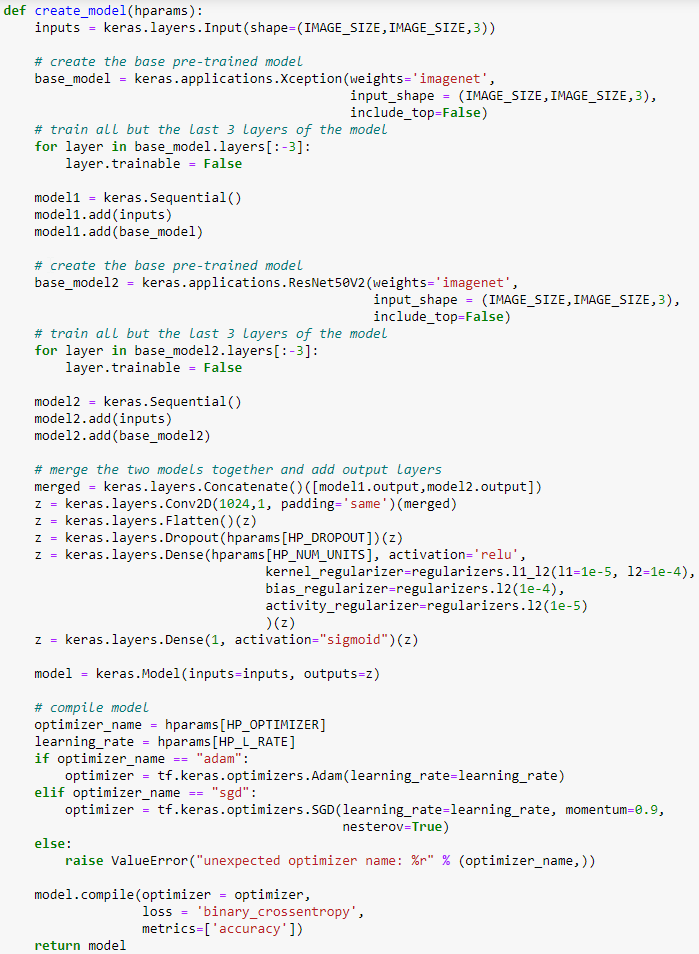 def create_model(hparams):
    inputs = keras.layers.Input(shape=(IMAGE_SIZE,IMAGE_SIZE,3))

    # create the base pre-trained model
    base_model = keras.applications.Xception(weights='imagenet',
                                             input_shape = (IMAGE_SIZE,IMAGE_SIZE,3),
                                             include_top=False)
    # train all but the last 3 layers of the model
    for layer in base_model.layers[:-3]:
        layer.trainable = False

    model1 = keras.Sequential()
    model1.add(inputs)
    model1.add(base_model)

    # create the base pre-trained model
    base_model2 = keras.applications.ResNet50V2(weights='imagenet',
                                                input_shape = (IMAGE_SIZE,IMAGE_SIZE,3),
                                                include_top=False)
    # train all but the last 3 layers of the model
    for layer in base_model2.layers[:-3]:
        layer.trainable = False

    model2 = keras.Sequential()
    model2.add(inputs)
    model2.add(base_model2)

    # merge the two models together and add output layers
    merged = keras.layers.Concatenate()([model1.output,model2.output])
    z = keras.layers.Conv2D(1024,1, padding='same')(merged)
    z = keras.layers.Flatten()(z)
    z = keras.layers.Dropout(hparams[HP_DROPOUT])(z)
    z = keras.layers.Dense(hparams[HP_NUM_UNITS], activation='relu',
                                  kernel_regularizer=regularizers.l1_l2(l1=1e-5, l2=1e-4),
                                  bias_regularizer=regularizers.l2(1e-4),
                                  activity_regularizer=regularizers.l2(1e-5)
                                  )(z)
    z = keras.layers.Dense(1, activation="sigmoid")(z)

    model = keras.Model(inputs=inputs, outputs=z)

    # compile model
    optimizer_name = hparams[HP_OPTIMIZER]
    learning_rate = hparams[HP_L_RATE]
    if optimizer_name == "adam":
        optimizer = tf.keras.optimizers.Adam(learning_rate=learning_rate)
    elif optimizer_name == "sgd":
        optimizer = tf.keras.optimizers.SGD(learning_rate=learning_rate, momentum=0.9,
                                            nesterov=True)
    else:
        raise ValueError("unexpected optimizer name: %r" % (optimizer_name,))

    model.compile(optimizer = optimizer,
                  loss = 'binary_crossentropy',
                  metrics=['accuracy'])
    return model